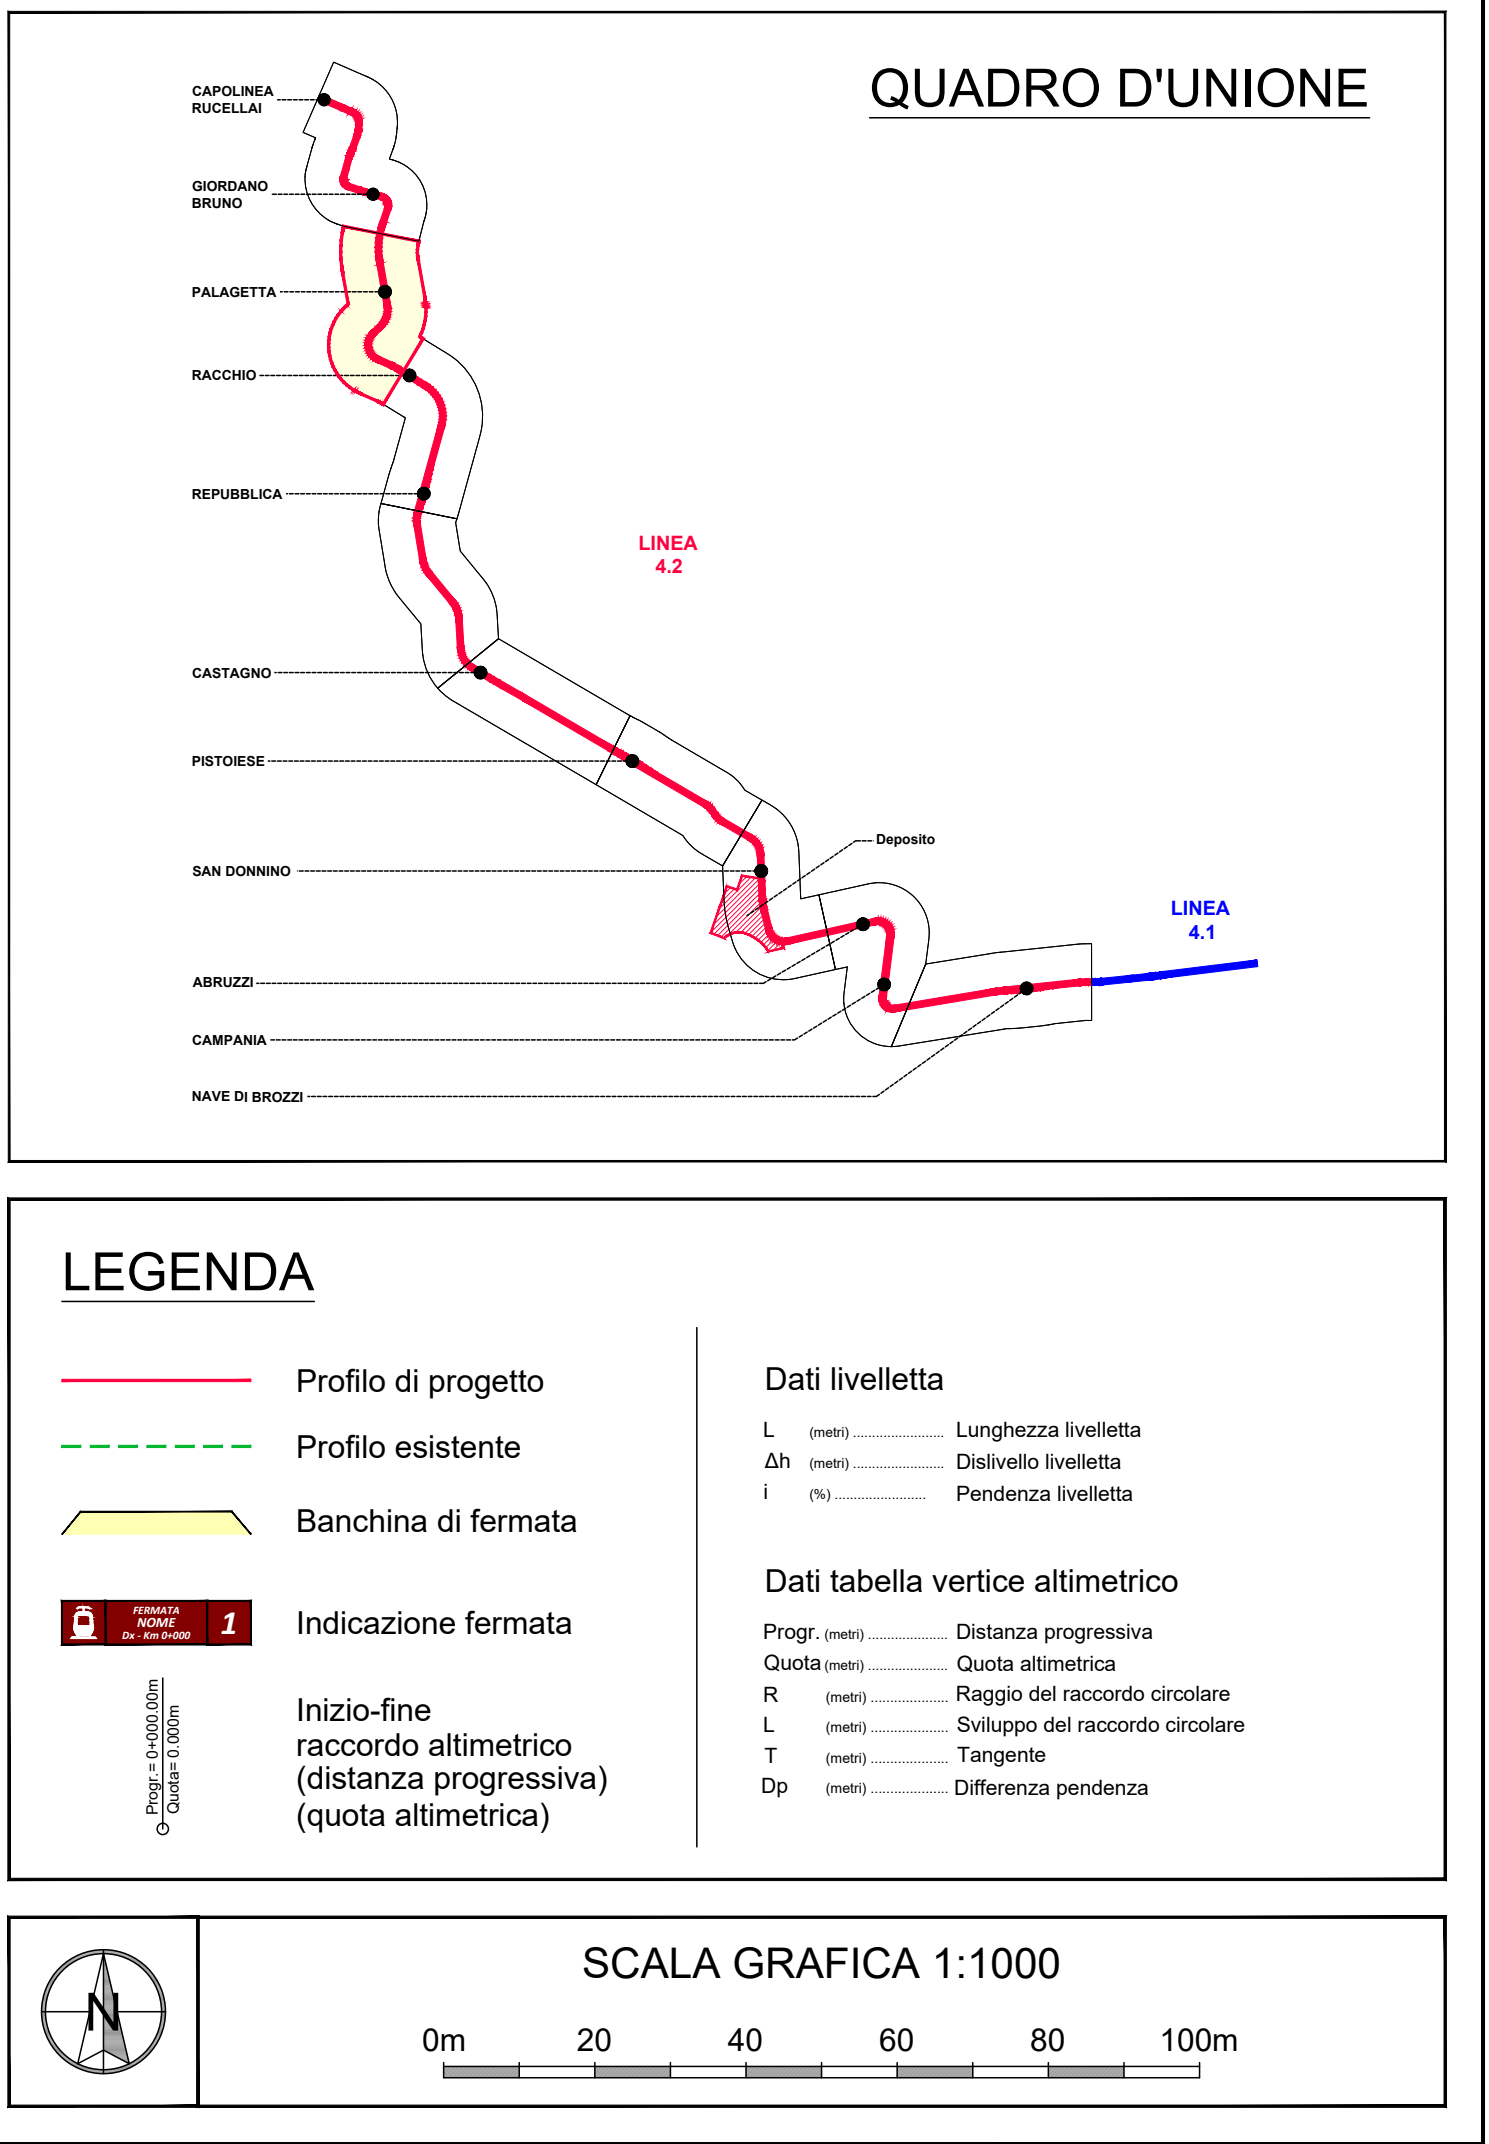 QUADRO D'UNIONE
CAPOLINEA
RUCELLAI
GIORDANO
BRUNO
PALAGETTA
RACCHIO
REPUBBLICA
LINEA
4.2
CASTAGNO
PISTOIESE
Deposito
SAN DONNINO
LINEA
4.1
ABRUZZI
CAMPANIA
NAVE DI BROZZI
LEGENDA
Profilo di progetto
Profilo esistente
Banchina di fermata
FERMATA
NOME
Dx - Km 0+000
1
Indicazione fermata
Progr.= 0+000.00m
Quota= 0.000m
Inizio-fine
raccordo altimetrico
(distanza progressiva)
(quota altimetrica)
Dati livelletta
L (metri) ........................ Lunghezza livelletta
Δh (metri) ........................ Dislivello livelletta
i (%) ........................ Pendenza livelletta
Dati tabella vertice altimetrico
Progr. (metri) ..................... Distanza progressiva
Quota (metri) ..................... Quota altimetrica
R (metri) ..................... Raggio del raccordo circolare
L (metri) ..................... Sviluppo del raccordo circolare
T (metri) ..................... Tangente
Dp (metri) ..................... Differenza pendenza
N
SCALA GRAFICA 1:1000
0m 20 40 60 80 100m